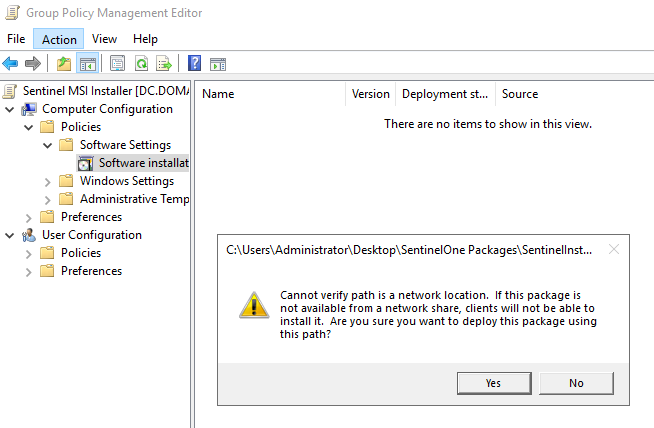 Group Policy Management Editor
File Action View Help
Sentinel MSI Installer [DC.DOMA
Computer Configuration
Policies
Software Settings
Software installat
Windows Settings
Administrative Temp
Preferences
User Configuration
Policies
Preferences
Name Version Deployment st... Source
There are no items to show in this view.
C:\Users\Administrator\Desktop\SentinelOne Packages\SentinelInst...
Cannot verify path is a network location. If this package is
not available from a network share, clients will not be able to
install it. Are you sure you want to deploy this package using
this path?
Yes No